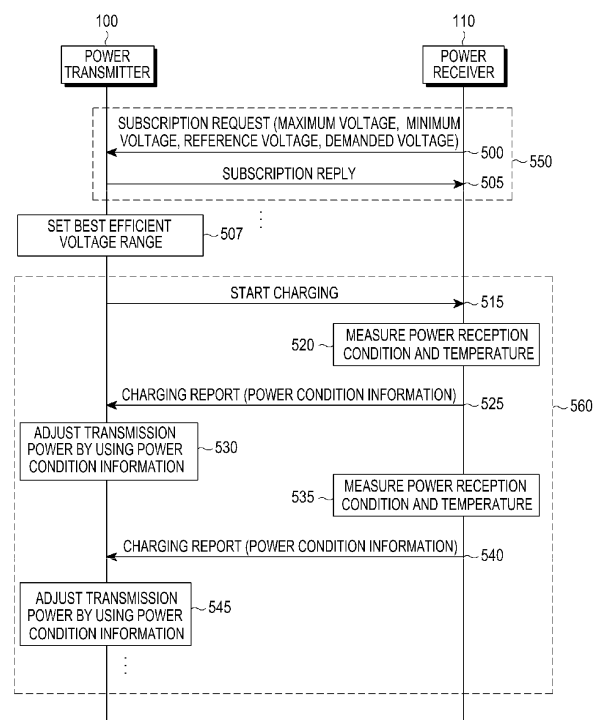 100
110
POWER
TRANSMITTER
POWER
RECEIVER
SUBSCRIPTION REQUEST (MAXIMUM VOLTAGE, MINIMUM
VOLTAGE, REFERENCE VOLTAGE, DEMANDED VOLTAGE)
500
550
SUBSCRIPTION REPLY
505
SET BEST EFFICIENT
VOLTAGE RANGE
507
START CHARGING
515
520
MEASURE POWER RECEPTION
CONDITION AND TEMPERATURE
CHARGING REPORT (POWER CONDITION INFORMATION)
525
560
ADJUST TRANSMISSION
POWER BY USING POWER
CONDITION INFORMATION
530
535
MEASURE POWER RECEPTION
CONDITION AND TEMPERATURE
CHARGING REPORT (POWER CONDITION INFORMATION)
540
ADJUST TRANSMISSION
POWER BY USING POWER
CONDITION INFORMATION
545